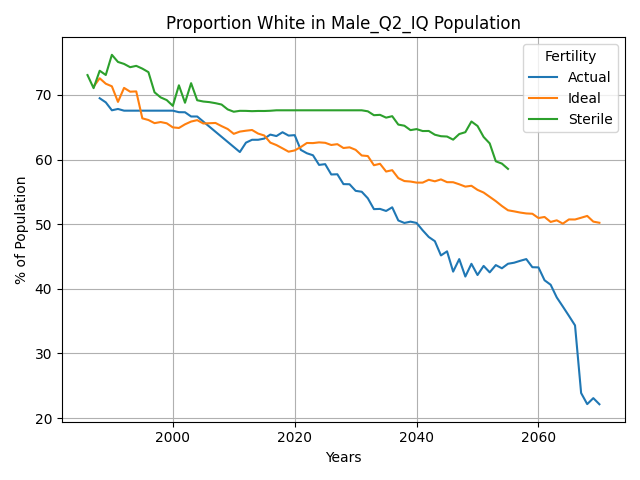 Proportion White in Male_Q2_IQ Population
Fertility
Actual
Ideal
Sterile
% of Population
70
60
50
40
30
20
2000
2020
2040
2060
Years